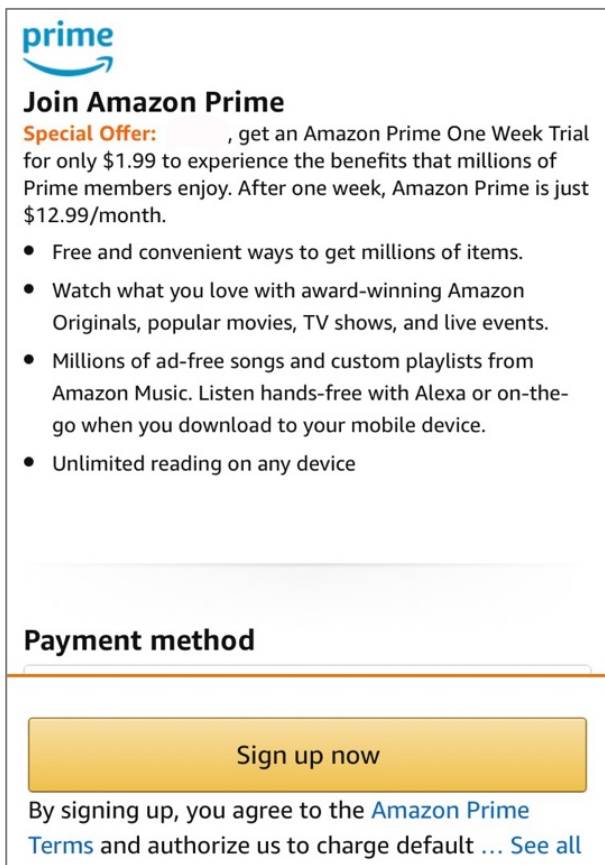 prime
Join Amazon Prime
Special Offer: , get an Amazon Prime One Week Trial
for only $1.99 to experience the benefits that millions of
Prime members enjoy. After one week, Amazon Prime is just
$12.99/month.
• Free and convenient ways to get millions of items.
• Watch what you love with award-winning Amazon
Originals, popular movies, TV shows, and live events.
• Millions of ad-free songs and custom playlists from
Amazon Music. Listen hands-free with Alexa or on-the-
go when you download to your mobile device.
• Unlimited reading on any device
Payment method
Sign up now
By signing up, you agree to the Amazon Prime
Terms and authorize us to charge default ... See all